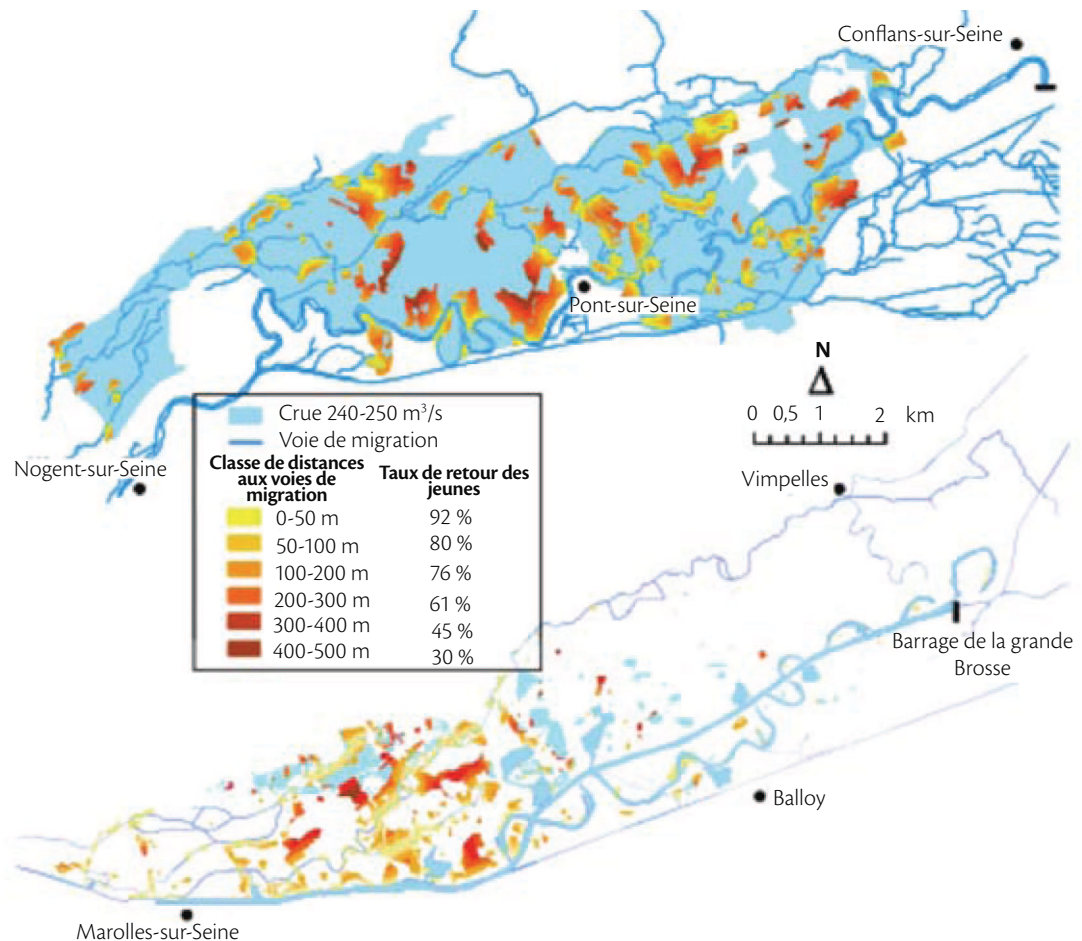 Conflans-sur-Seine
Pont-sur-Seine
N
0 0,5 1 2 km
Nogent-sur-Seine
Crue 240-250 m³/s
Voie de migration
Classe de distances
aux voies de
migration
Taux de retour des
jeunes
0-50 m 92 %
50-100 m 80 %
100-200 m 76 %
200-300 m 61 %
300-400 m 45 %
400-500 m 30 %
Vimpelles
Barrage de la grande
Brosse
Balloy
Marolles-sur-Seine